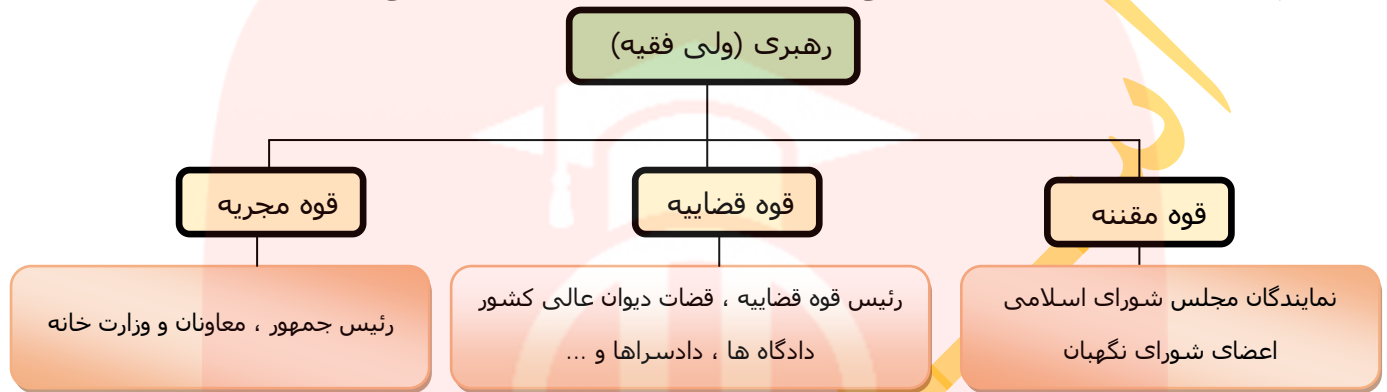 رهبری (ولی فقیه)
قوه مقننه
قوه قضاییه
قوه مجریه
نمایندگان مجلس شورای اسلامی
اعضای شورای نگهبان
رئیس قوه قضاییه ، قضات دیوان عالی کشور
دادگاه ها ، دادسراها و ...
رئیس جمهور ، معاونان و وزارت خانه